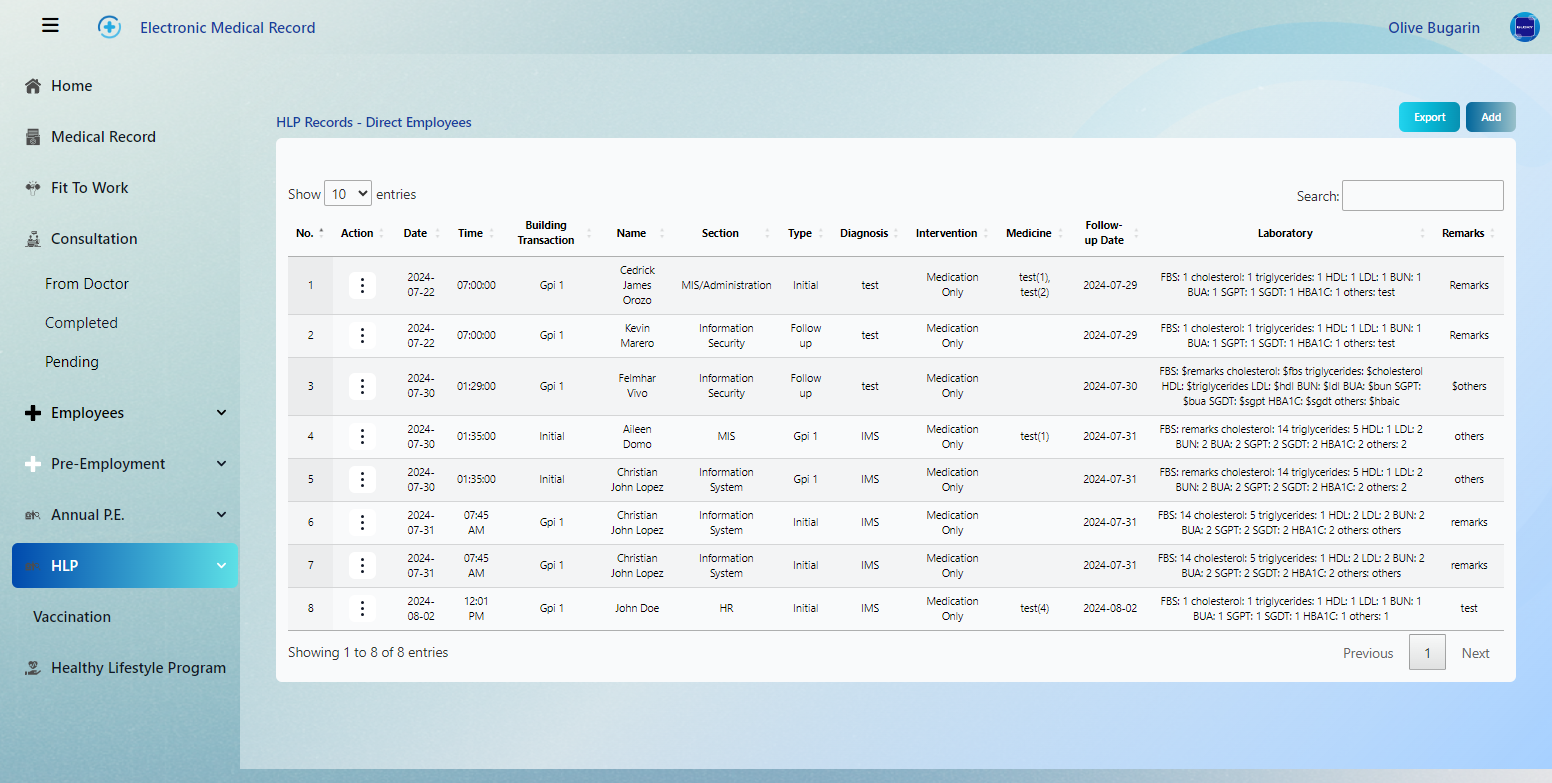 Electronic Medical Record
Olive Bugarin
Home
Medical Record
Fit To Work
Consultation
From Doctor
Completed
Pending
Employees
Pre-Employment
Annual P.E.
HLP
Vaccination
Healthy Lifestyle Program
HLP Records - Direct Employees
Export
Add
Show 10 entries
Search:
No. Action Date Time Building Transaction Name Section Type Diagnosis Intervention Medicine Follow-up Date Laboratory Remarks
1 2024-07-22 07:00:00 Gpi 1 Cedrick James Orozo MIS/Administration Initial test Medication Only test(1), test(2) 2024-07-29 FBS: 1 cholesterol: 1 triglycerides: 1 HDL: 1 LDL: 1 BUN: 1 BUA: 1 SGPT: 1 SGDT: 1 HBA1C: 1 others: test Remarks
2 2024-07-22 07:00:00 Gpi 1 Kevin Marero Information Security Follow up test Medication Only 2024-07-29 FBS: 1 cholesterol: 1 triglycerides: 1 HDL: 1 LDL: 1 BUN: 1 BUA: 1 SGPT: 1 SGDT: 1 HBA1C: 1 others: test Remarks
3 2024-07-30 01:29:00 Gpi 1 Felmhar Vivo Information Security Follow up test Medication Only 2024-07-30 FBS: $remarks cholesterol: $fbs triglycerides: $cholesterol HDL: $triglycerides LDL: $hdl BUN: $ldl BUA: $bun SGPT: $bua SGDT: $sgpt HBA1C: $sgdt others: $hbaic $others
4 2024-07-30 01:35:00 Initial Aileen Domo MIS Gpi 1 IMS Medication Only test(1) 2024-07-31 FBS: remarks cholesterol: 14 triglycerides: 5 HDL: 1 LDL: 2 BUN: 2 BUA: 2 SGPT: 2 SGDT: 2 HBA1C: 2 others: 2 others
5 2024-07-30 01:35:00 Initial Christian John Lopez Information System Gpi 1 IMS Medication Only 2024-07-31 FBS: remarks cholesterol: 14 triglycerides: 5 HDL: 1 LDL: 2 BUN: 2 BUA: 2 SGPT: 2 SGDT: 2 HBA1C: 2 others: 2 others
6 2024-07-31 07:45 AM Gpi 1 Christian John Lopez Information System Initial IMS Medication Only 2024-07-31 FBS: 14 cholesterol: 5 triglycerides: 1 HDL: 2 LDL: 2 BUN: 2 BUA: 2 SGPT: 2 SGDT: 2 HBA1C: 2 others: others remarks
7 2024-07-31 07:45 AM Gpi 1 Christian John Lopez Information System Initial IMS Medication Only 2024-07-31 FBS: 14 cholesterol: 5 triglycerides: 1 HDL: 2 LDL: 2 BUN: 2 BUA: 2 SGPT: 2 SGDT: 2 HBA1C: 2 others: others remarks
8 2024-08-02 12:01 PM Gpi 1 John Doe HR Initial IMS Medication Only test(4) 2024-08-02 FBS: 1 cholesterol: 1 triglycerides: 1 HDL: 1 LDL: 1 BUN: 1 BUA: 1 SGPT: 1 SGDT: 1 HBA1C: 1 others: 1 test
Showing 1 to 8 of 8 entries
Previous 1 Next